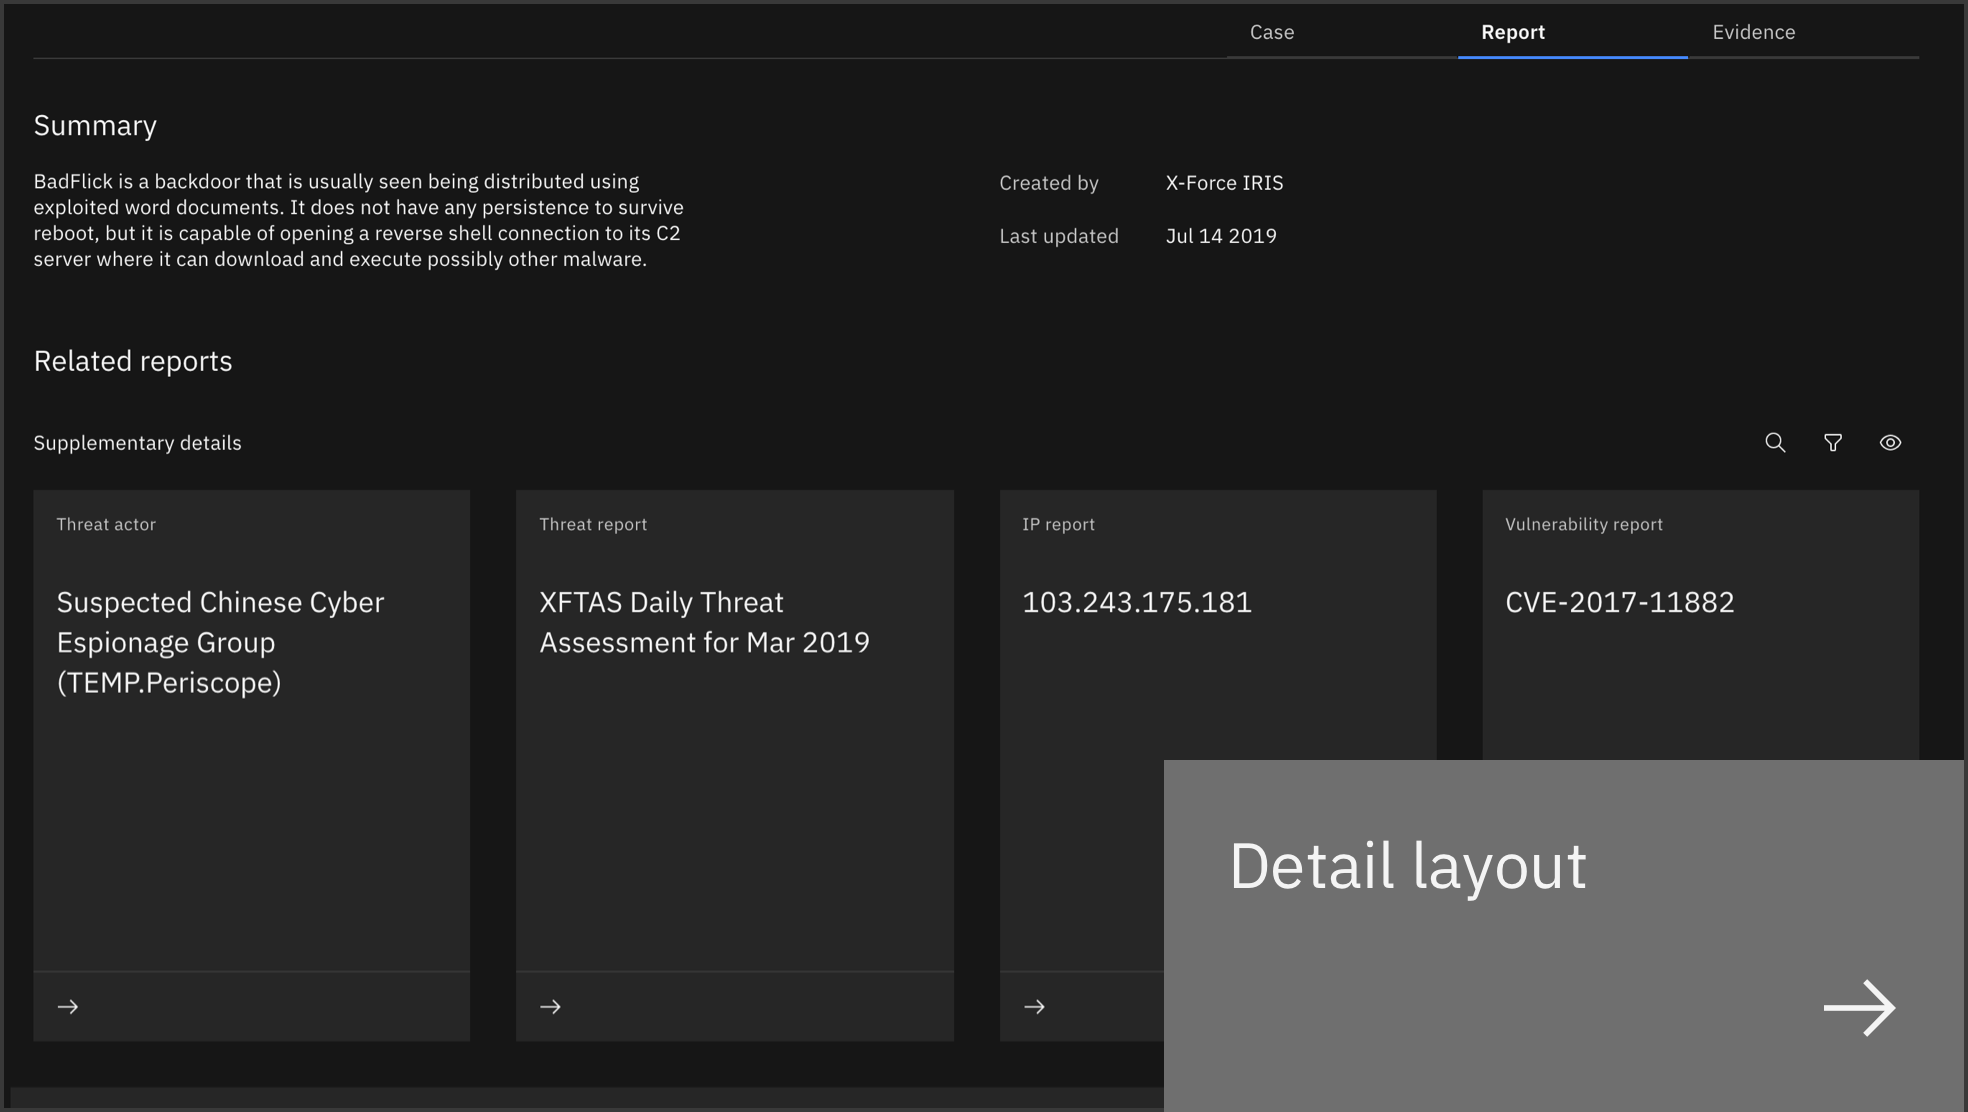 Case
Report
Evidence
Summary
BadFlick is a backdoor that is usually seen being distributed using
exploited word documents. It does not have any persistence to survive
reboot, but it is capable of opening a reverse shell connection to its C2
server where it can download and execute possibly other malware.
Created by X-Force IRIS
Last updated Jul 14 2019
Related reports
Supplementary details
Threat actor
Suspected Chinese Cyber
Espionage Group
(TEMP.Periscope)
Threat report
XFTAS Daily Threat
Assessment for Mar 2019
IP report
103.243.175.181
Vulnerability report
CVE-2017-11882
Detail layout